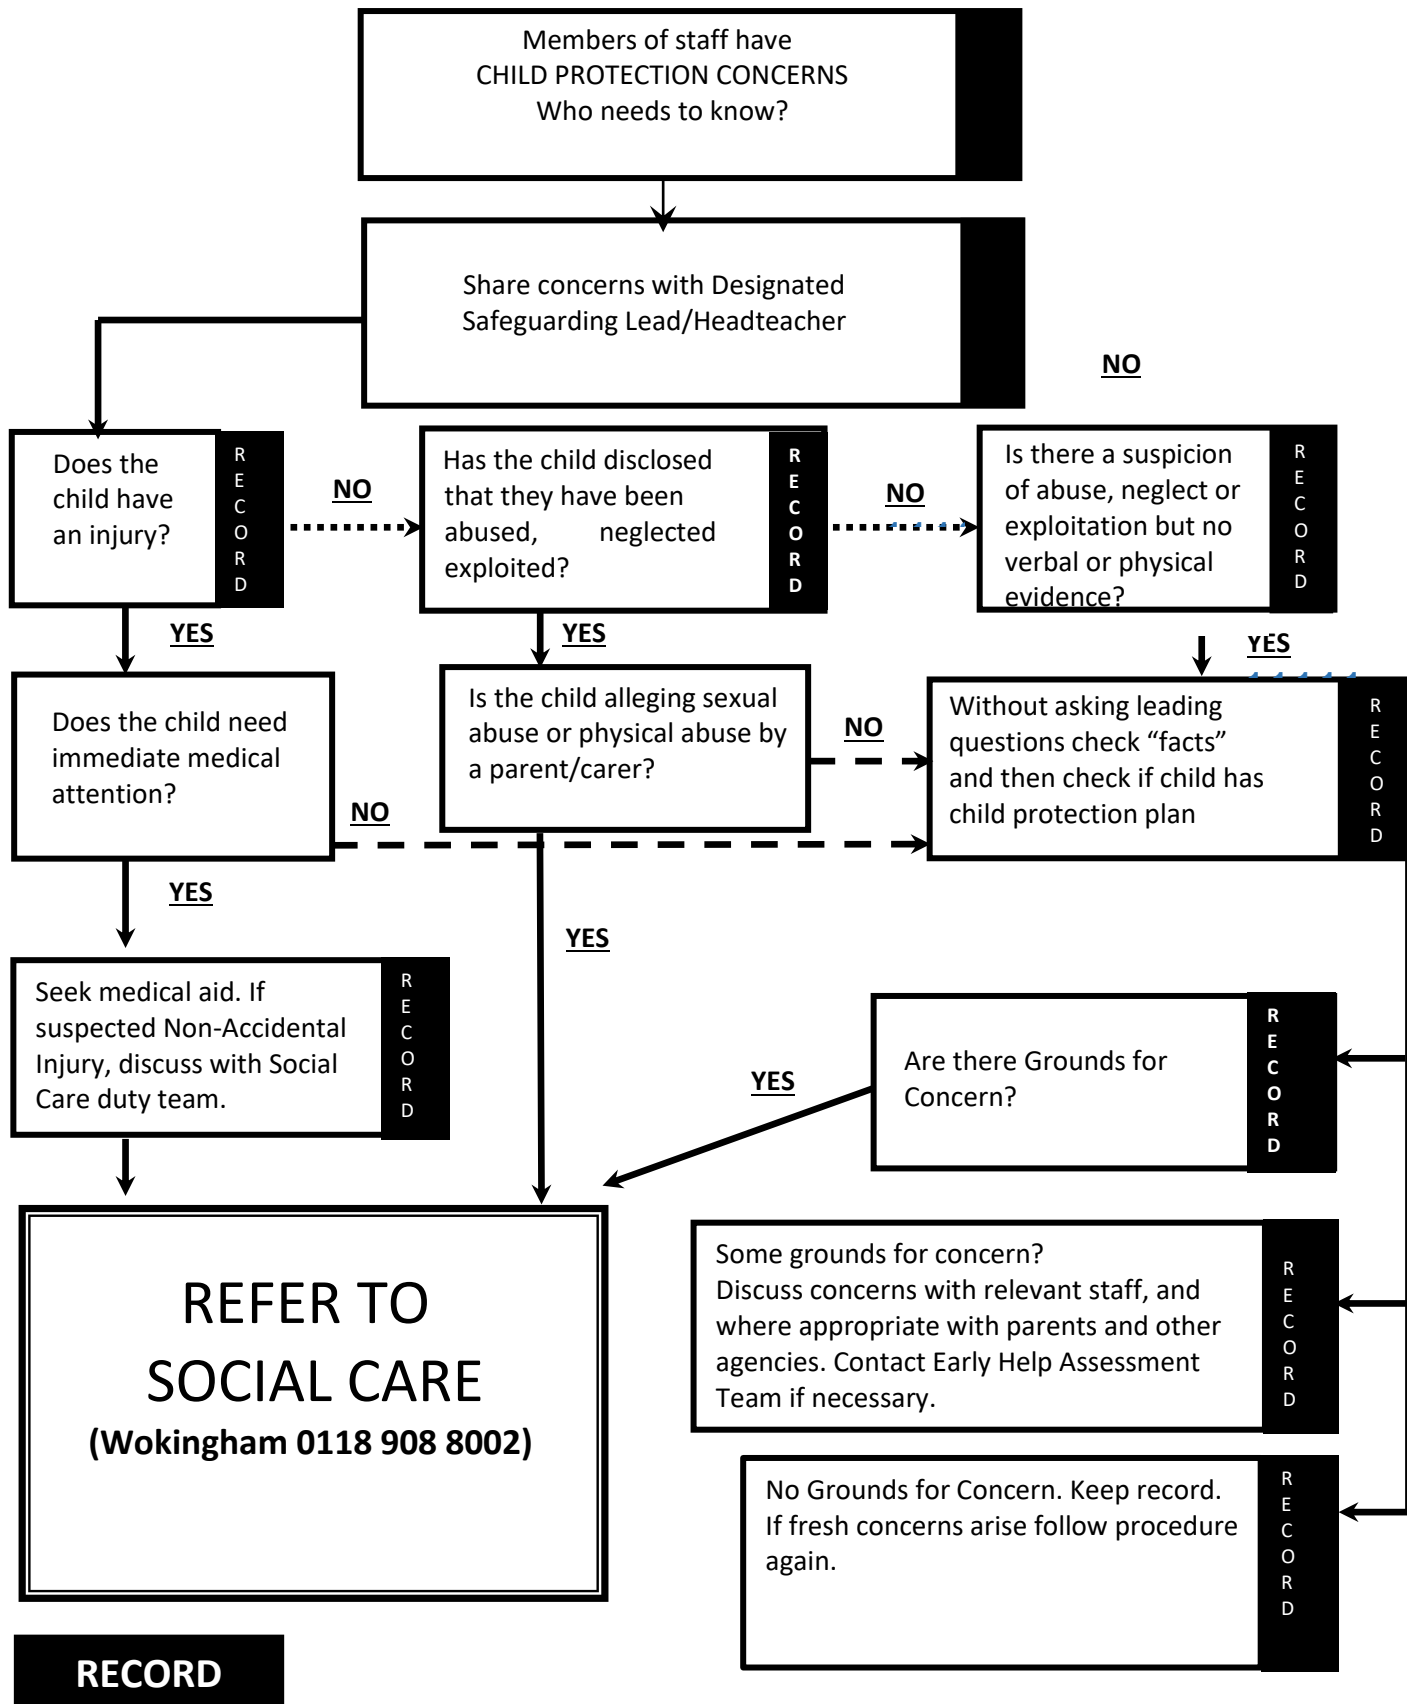 Members of staff have
CHILD PROTECTION CONCERNS
Who needs to know?
Share concerns with Designated
Safeguarding Lead/Headteacher
NO
Does the
child have
an injury?
RECORD
NO
Has the child disclosed
that they have been
abused, neglected
exploited?
RECORD
NO
Is there a suspicion
of abuse, neglect or
exploitation but no
verbal or physical
evidence?
RECORD
YES
YES
YES
Does the child need
immediate medical
attention?
NO
Is the child alleging sexual
abuse or physical abuse by
a parent/carer?
NO
Without asking leading
questions check “facts”
and then check if child has
child protection plan
RECORD
YES
YES
Seek medical aid. If
suspected Non-Accidental
Injury, discuss with Social
Care duty team.
RECORD
Are there Grounds for
Concern?
RECORD
YES
REFER TO
SOCIAL CARE
(Wokingham 0118 908 8002)
Some grounds for concern?
Discuss concerns with relevant staff, and
where appropriate with parents and other
agencies. Contact Early Help Assessment
Team if necessary.
RECORD
No Grounds for Concern. Keep record.
If fresh concerns arise follow procedure
again.
RECORD
RECORD